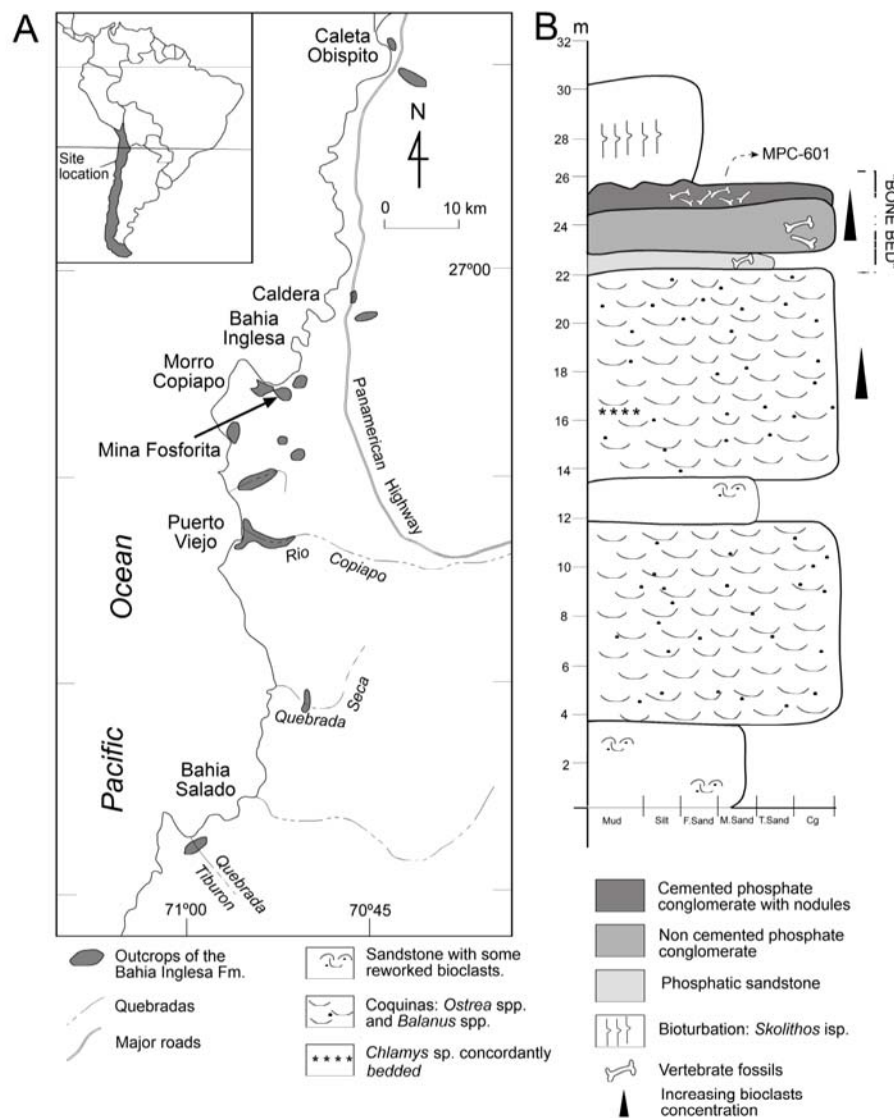 A
Site
location
Caleta
Obispito
N
0 10 km
27º00
Caldera
Bahia
Inglesa
Morro
Copiapo
Mina Fosforita
Panamerican
Highway
Puerto
Viejo
Rio
Copiapo
Ocean
Pacific
Quebrada
Seca
Bahia
Salado
Quebrada
Tiburon
71º00
70º45
Outcrops of the
Bahia Inglesa Fm.
Quebradas
Major roads
Sandstone with some
reworked bioclasts.
Coquinas: Ostrea spp.
and Balanus spp.
**** Chlamys sp. concordantly
bedded
B
m
32
30
28
26
24
22
20
18
16
14
12
10
8
6
4
2
MPC-601
"BONE BED"
****
Mud Silt F.Sand M.Sand T.Sand Cg
Cemented phosphate
conglomerate with nodules
Non cemented phosphate
conglomerate
Phosphatic sandstone
Bioturbation: Skolithos isp.
Vertebrate fossils
Increasing bioclasts
concentration